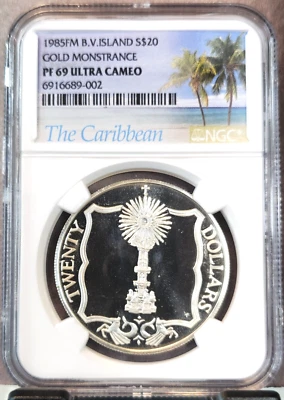 1985FM B.V.ISLAND S$20
GOLD MONSTRANCE
PF 69 ULTRA CAMEO
6916689-002
The Caribbean
NGC
TWENTY
DOLLARS